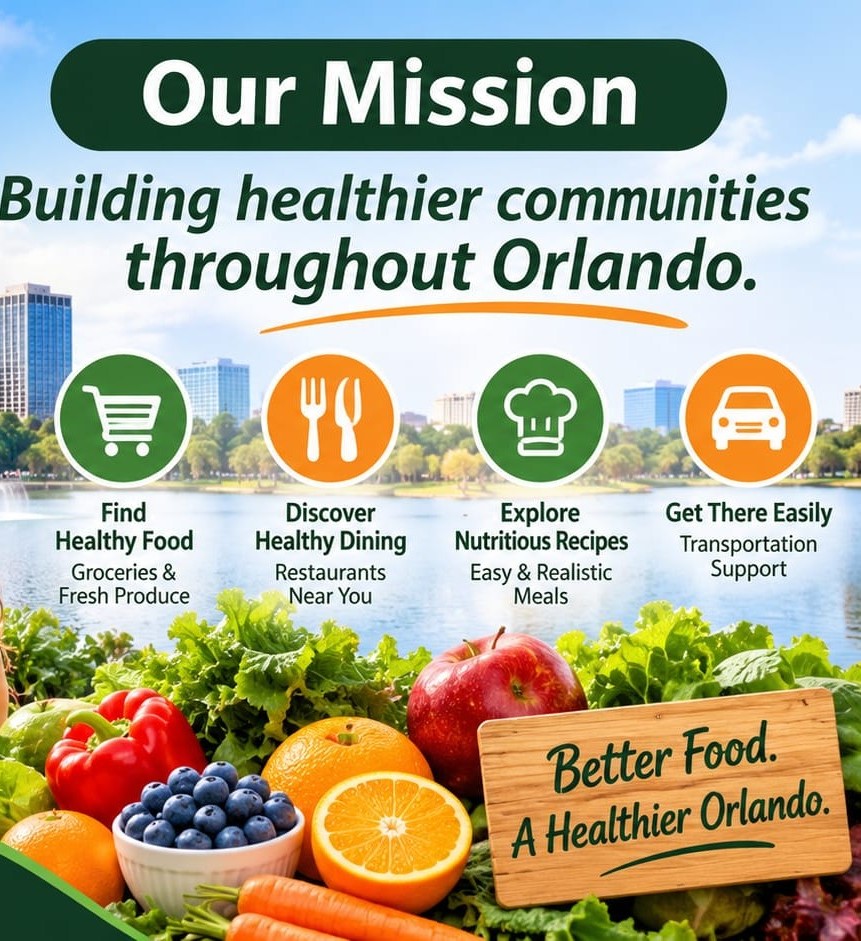 Our Mission
Building healthier communities
throughout Orlando.
Find
Healthy Food
Groceries &
Fresh Produce
Discover
Healthy Dining
Restaurants
Near You
Explore
Nutritious Recipes
Easy & Realistic
Meals
Get There Easily
Transportation
Support
Better Food.
A Healthier Orlando.